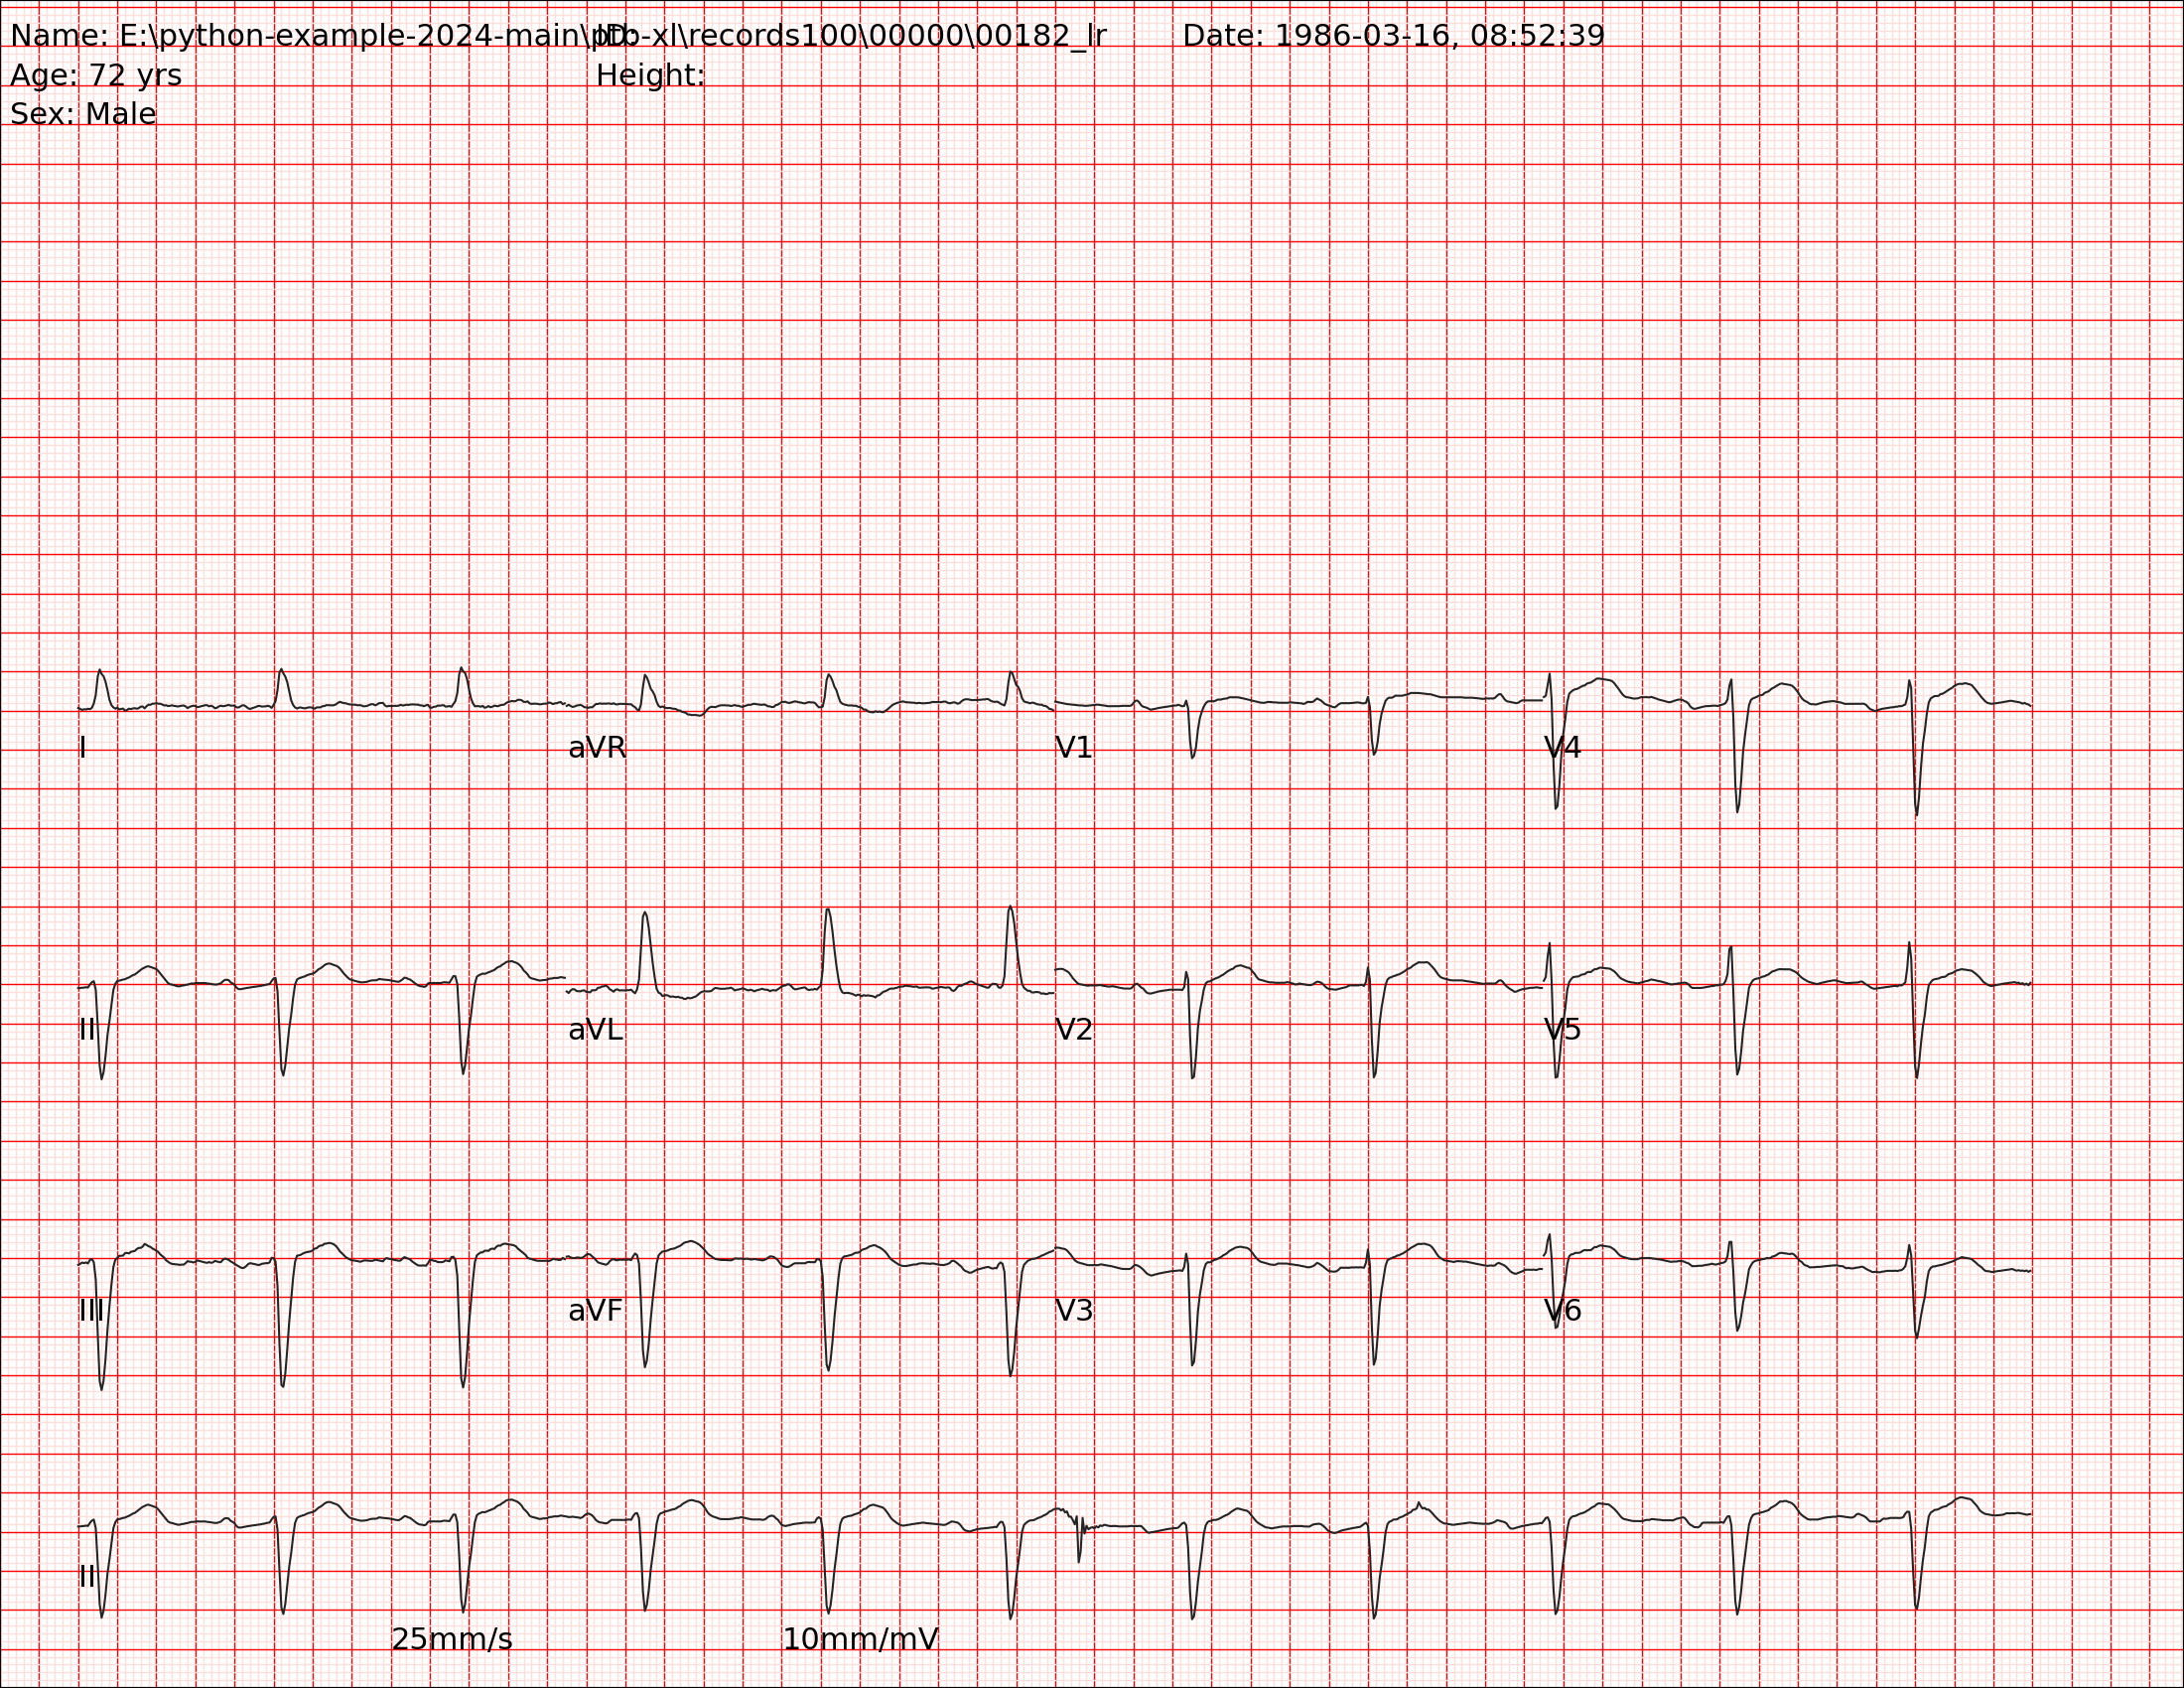 Name: E:\python-example-2024-main\ptb-xl\records100\00000\00182_lr ID: Date: 1986-03-16, 08:52:39
Age: 72 yrs Height:
Sex: Male
I aVR V1 V4
II aVL V2 V5
III aVF V3 V6
II
25mm/s 10mm/mV